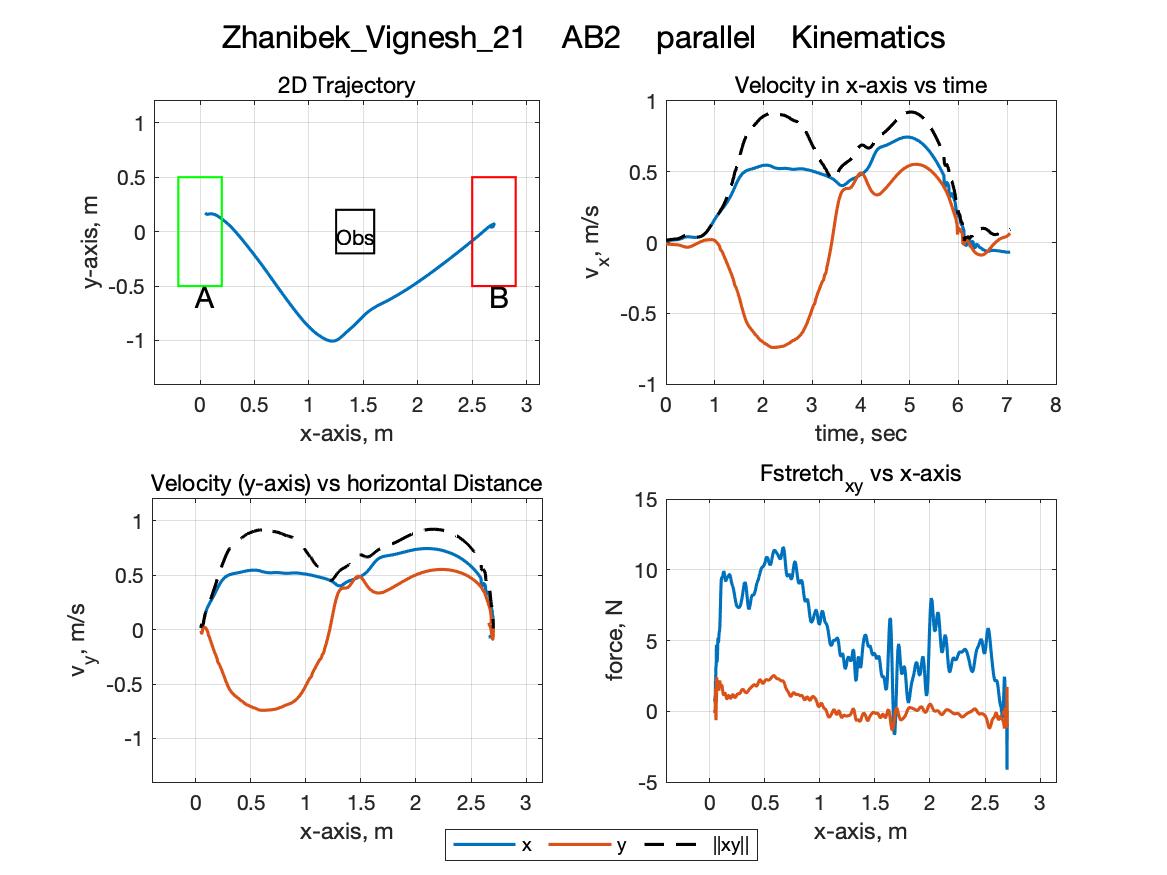 Zhanibek_Vignesh_21 AB2 parallel Kinematics
2D Trajectory
1
0.5
0
-0.5
-1
y-axis, m
Obs
A
B
0 0.5 1 1.5 2 2.5 3
x-axis, m
Velocity in x-axis vs time
1
0.5
0
-0.5
-1
v_x, m/s
0 1 2 3 4 5 6 7 8
time, sec
Velocity (y-axis) vs horizontal Distance
1
0.5
0
-0.5
-1
v_y, m/s
0 0.5 1 1.5 2 2.5 3
x-axis, m
Fstretch_xy vs x-axis
15
10
5
0
-5
force, N
0 0.5 1 1.5 2 2.5 3
x-axis, m
x y ||xy||